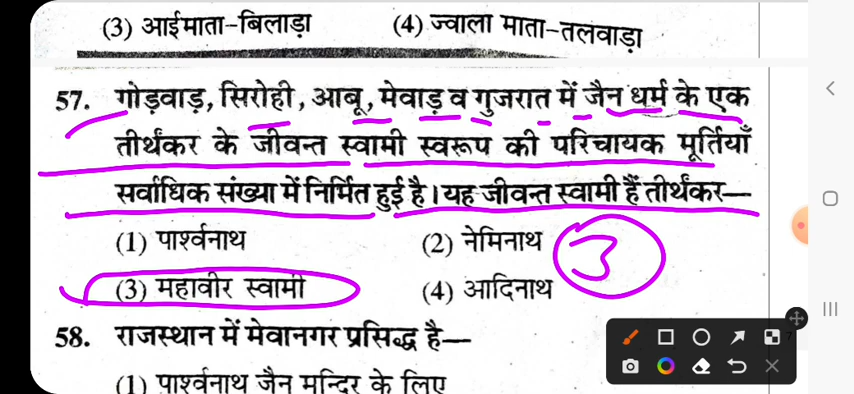 (3) आईमाता-बिलाड़ा (4) ज्वाला माता-तलवाड़ा
57. गोड़वाड़, सिरोही, आबू, मेवाड़ व गुजरात में जैन धर्म के एक
तीर्थंकर के जीवन्त स्वामी स्वरूप की परिचायक मूर्तियाँ
सर्वाधिक संख्या में निर्मित हुई है। यह जीवन्त स्वामी हैं तीर्थंकर—
(1) पार्श्वनाथ (2) नेमिनाथ
3
(3) महावीर स्वामी (4) आदिनाथ
58. राजस्थान में मेवानगर प्रसिद्ध है—
(1) पार्श्वनाथ जैन मन्दिर के लिए